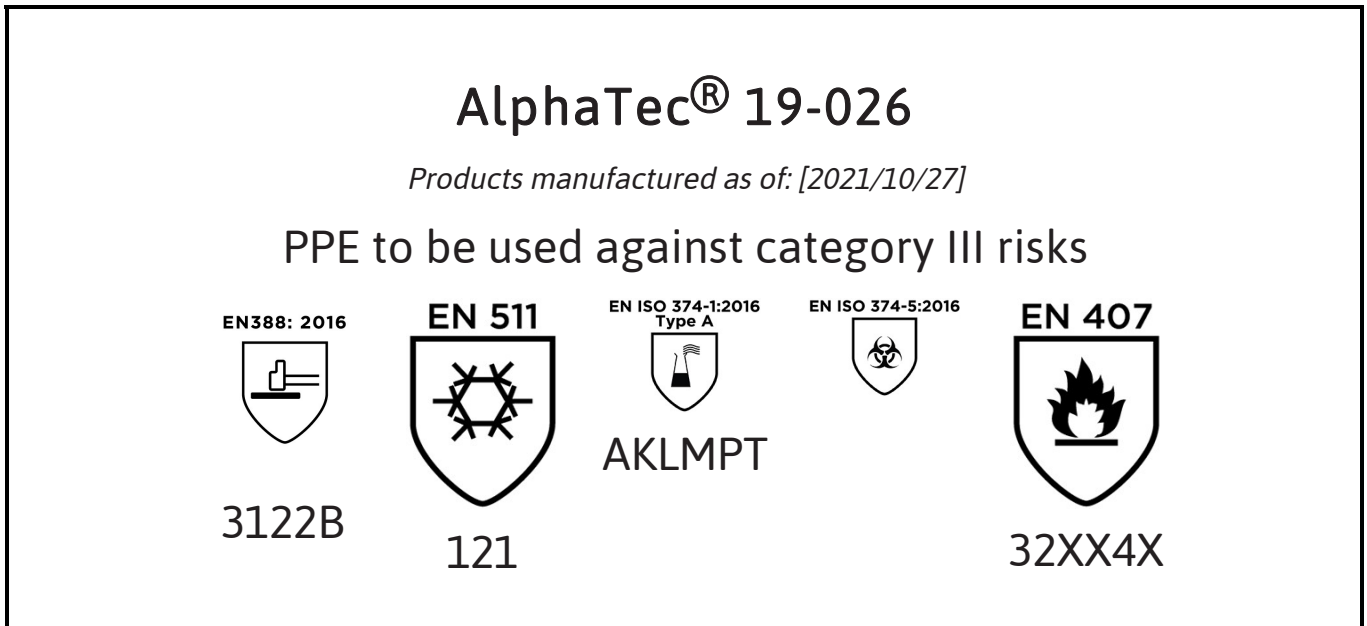 AlphaTec® 19-026
Products manufactured as of: [2021/10/27]
PPE to be used against category III risks
EN388: 2016
3122B
EN 511
121
EN ISO 374-1:2016
Type A
AKLMPT
EN ISO 374-5:2016
EN 407
32XX4X